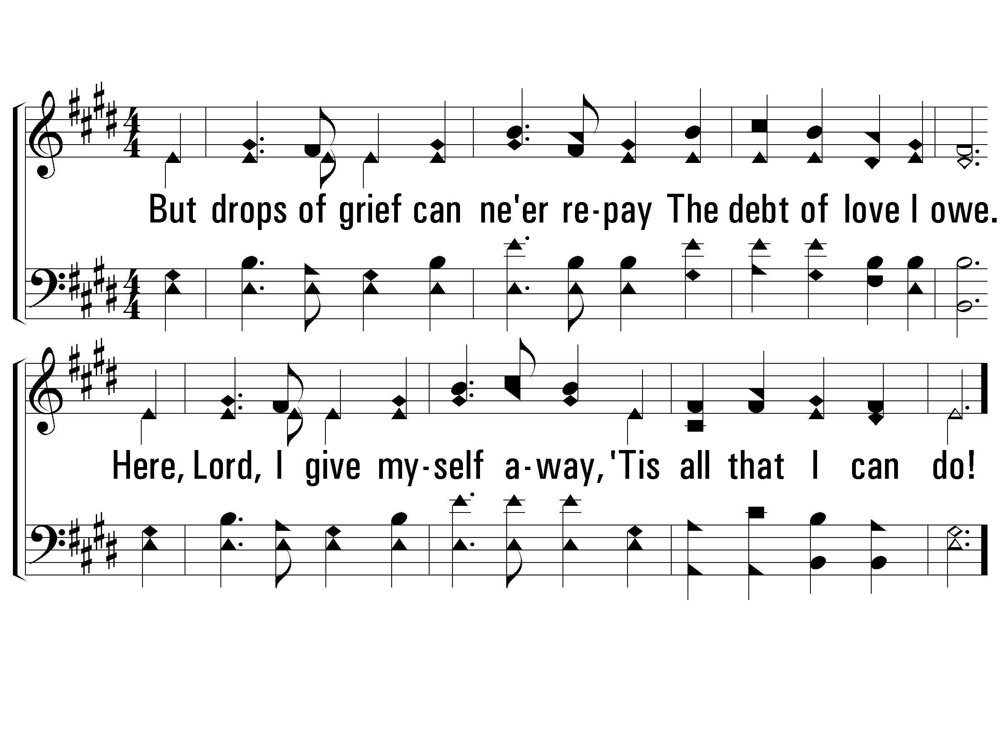 But drops of grief can ne'er re-pay The debt of love I owe.
Here, Lord, I give my-self a-way, 'Tis all that I can do!